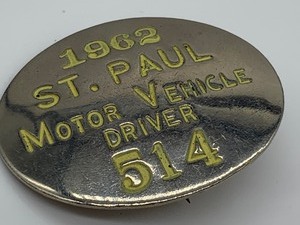 1962
ST. PAUL
MOTOR VEHICLE
DRIVER
514